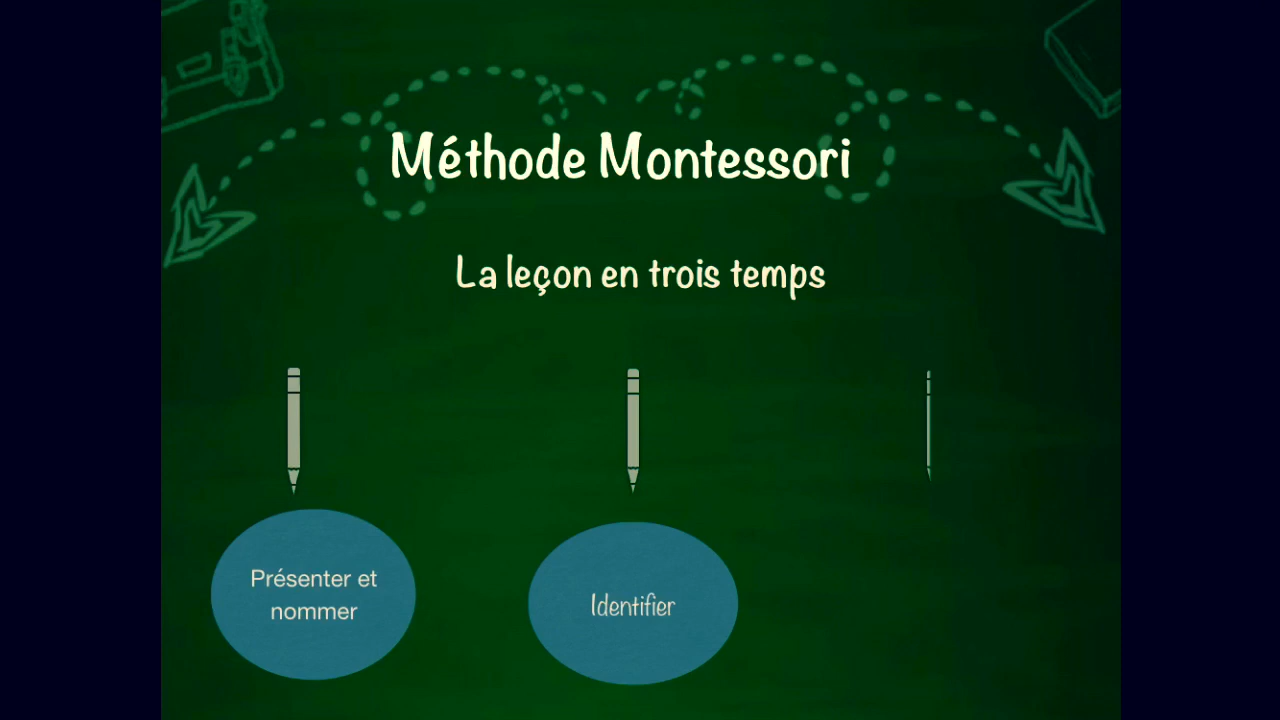 Méthode Montessori
La leçon en trois temps
Présenter et
nommer
Identifier